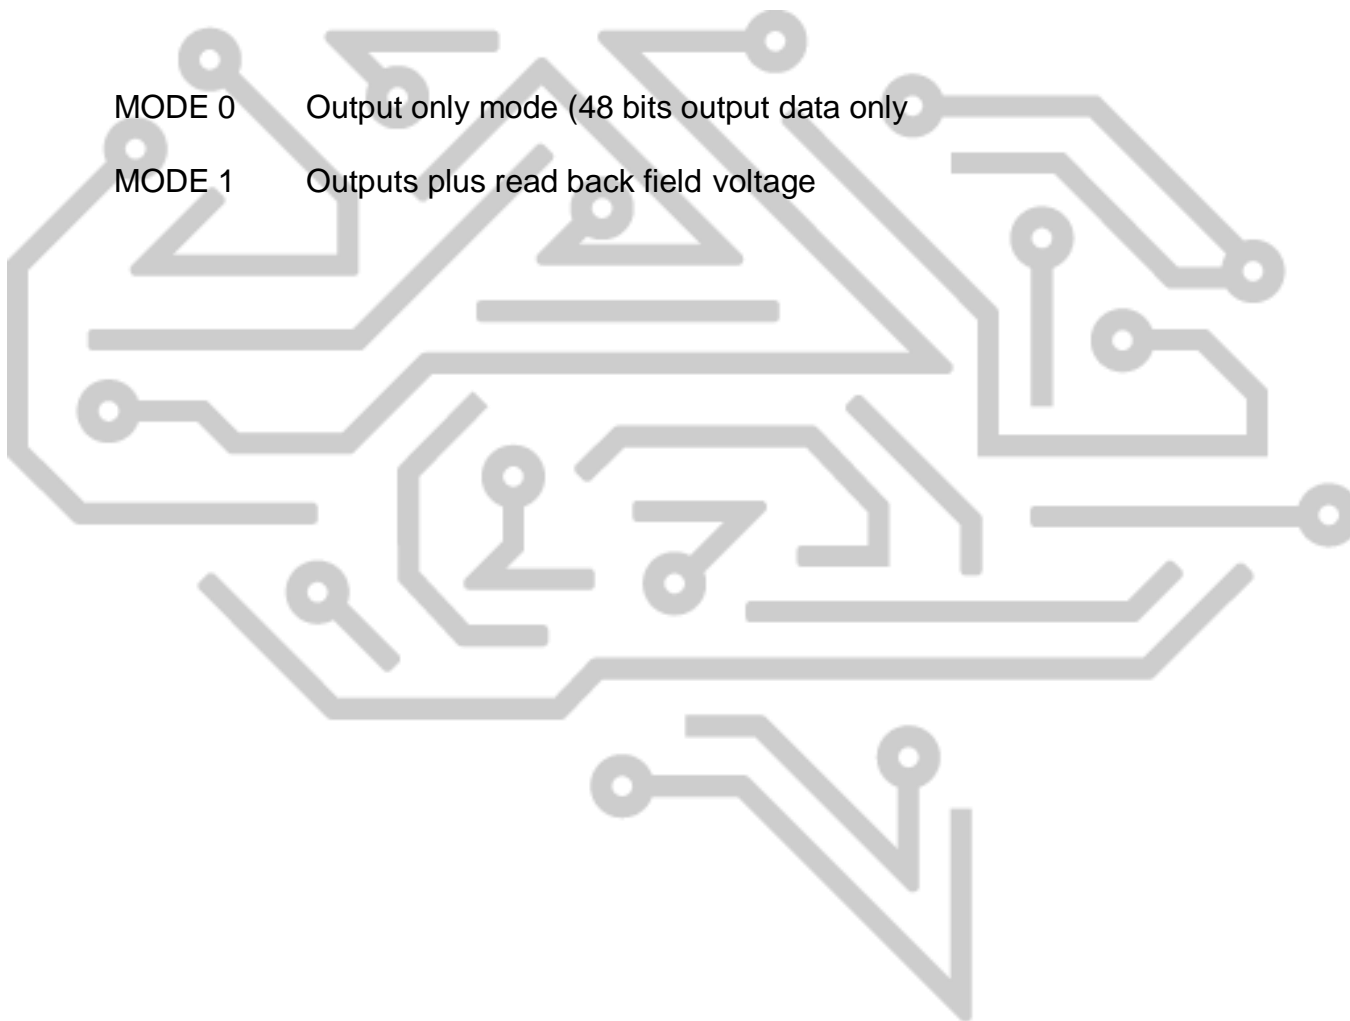 MODE 0 Output only mode (48 bits output data only
MODE 1 Outputs plus read back field voltage